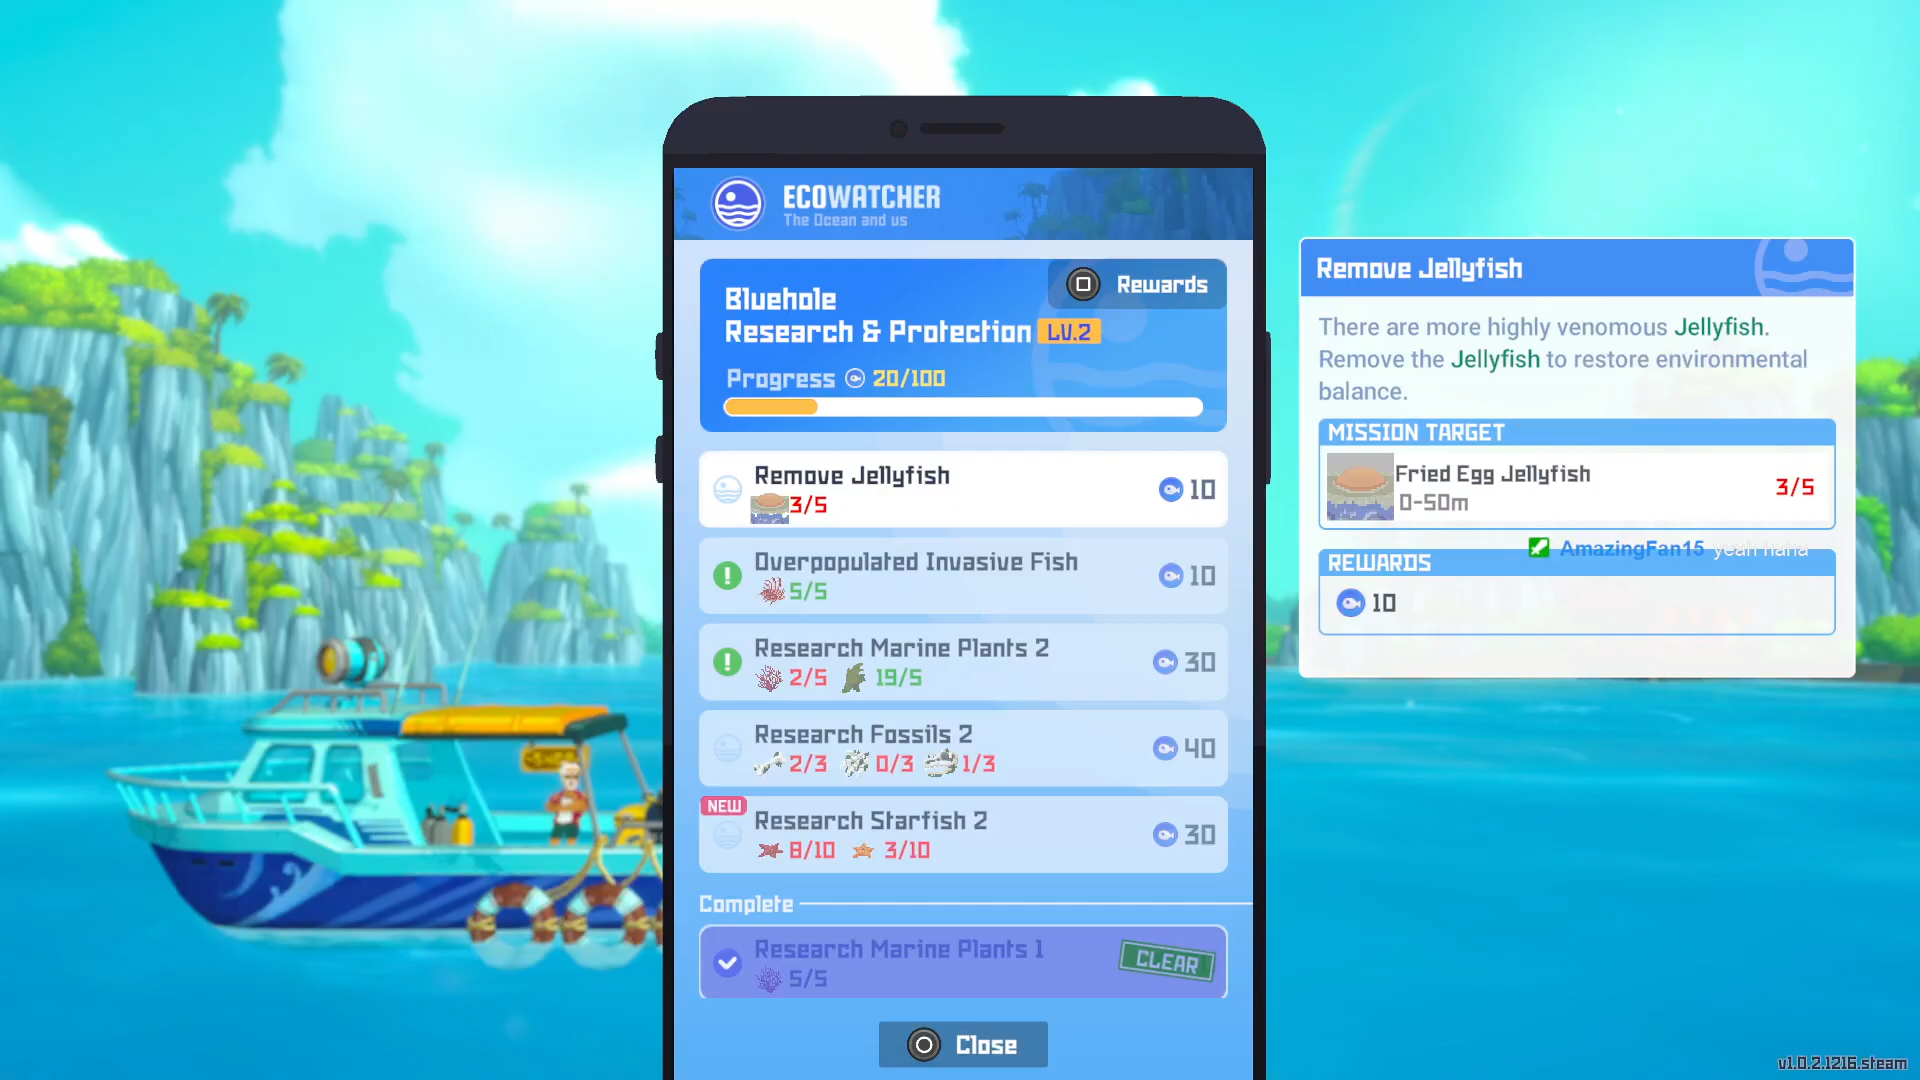 ECOWATCHER
The Ocean and us
Rewards
Bluehole
Research & Protection LV.2
Progress 20/100
Remove Jellyfish
3/5
10
Overpopulated Invasive Fish
5/5
10
Research Marine Plants 2
2/5 19/5
30
Research Fossils 2
2/3 0/3 1/3
40
NEW
Research Starfish 2
8/10 3/10
30
Complete
Research Marine Plants 1
5/5
CLEAR
Close
Remove Jellyfish
There are more highly venomous Jellyfish.
Remove the Jellyfish to restore environmental
balance.
MISSION TARGET
Fried Egg Jellyfish
0-50m
3/5
AmazingFan15 yeah haha
REWARDS
10
v1.0.2.1216.steam